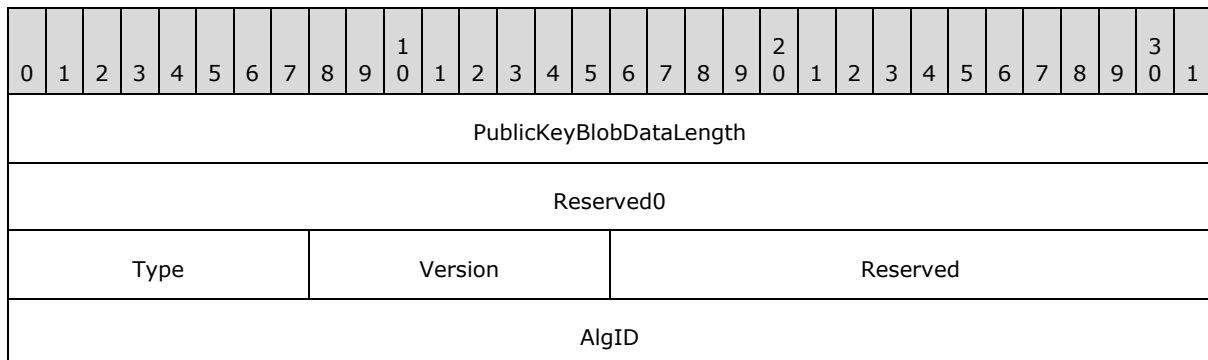 0 1 2 3 4 5 6 7 8 9 1 0 1 2 3 4 5 6 7 8 9 2 0 1 2 3 4 5 6 7 8 9 3 0 1
PublicKeyBlobDataLength
Reserved0
Type Version Reserved
AlgID